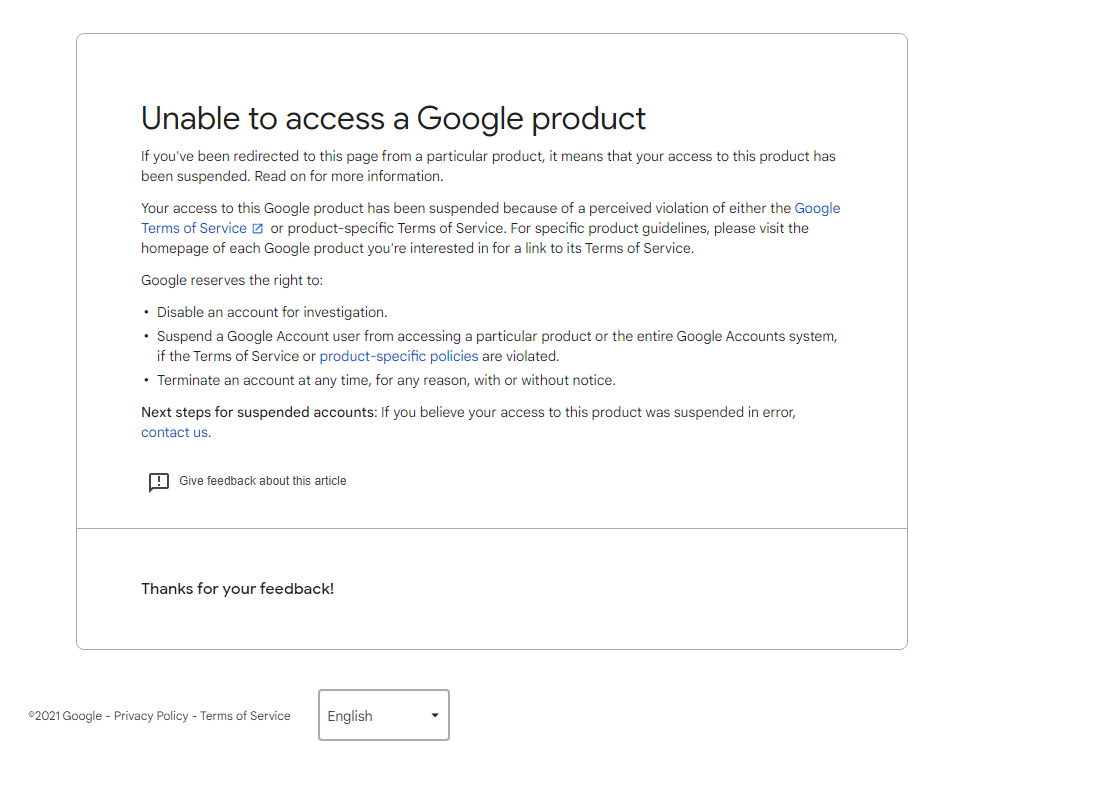 Unable to access a Google product
If you've been redirected to this page from a particular product, it means that your access to this product has
been suspended. Read on for more information.
Your access to this Google product has been suspended because of a perceived violation of either the Google
Terms of Service or product-specific Terms of Service. For specific product guidelines, please visit the
homepage of each Google product you're interested in for a link to its Terms of Service.
Google reserves the right to:
• Disable an account for investigation.
• Suspend a Google Account user from accessing a particular product or the entire Google Accounts system,
if the Terms of Service or product-specific policies are violated.
• Terminate an account at any time, for any reason, with or without notice.
Next steps for suspended accounts: If you believe your access to this product was suspended in error,
contact us.
Give feedback about this article
Thanks for your feedback!
©2021 Google - Privacy Policy - Terms of Service
English